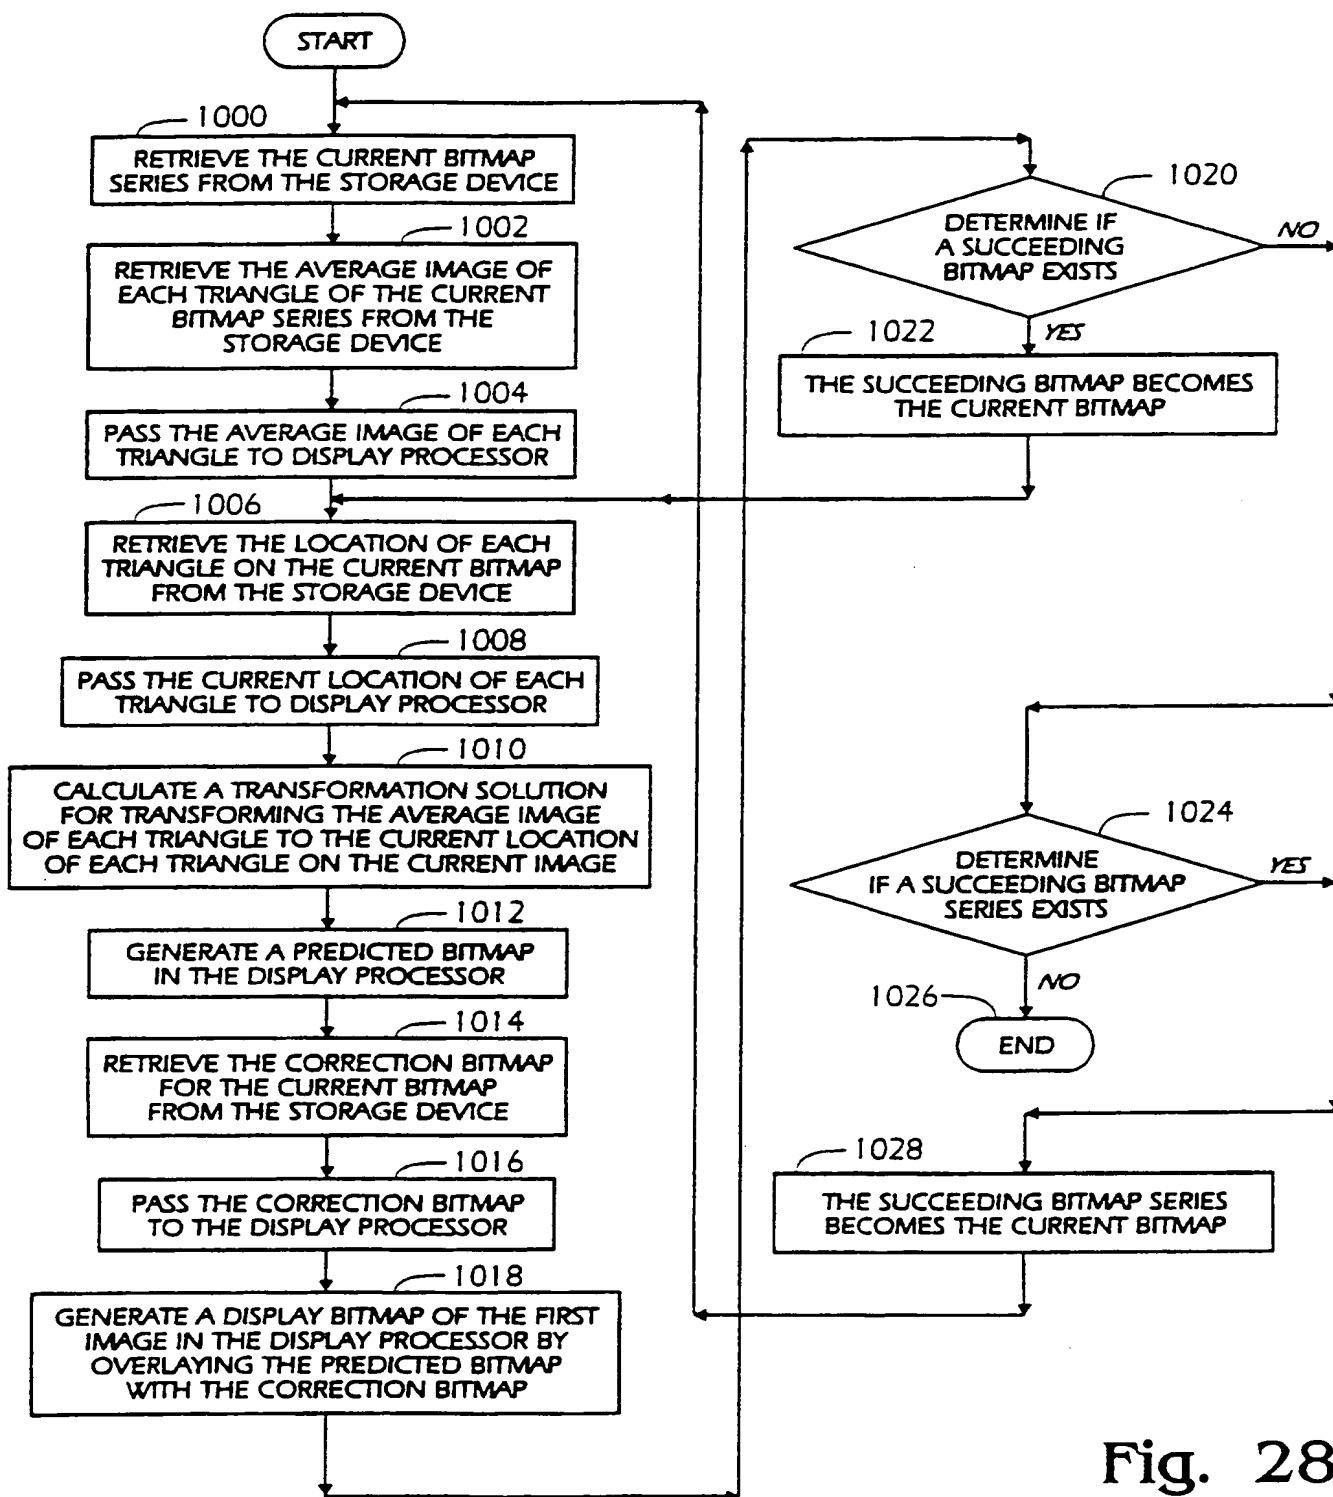 START
1000
RETRIEVE THE CURRENT BITMAP
SERIES FROM THE STORAGE DEVICE
1002
RETRIEVE THE AVERAGE IMAGE OF
EACH TRIANGLE OF THE CURRENT
BITMAP SERIES FROM THE
STORAGE DEVICE
1004
PASS THE AVERAGE IMAGE OF EACH
TRIANGLE TO DISPLAY PROCESSOR
1006
RETRIEVE THE LOCATION OF EACH
TRIANGLE ON THE CURRENT BITMAP
FROM THE STORAGE DEVICE
1008
PASS THE CURRENT LOCATION OF EACH
TRIANGLE TO DISPLAY PROCESSOR
1010
CALCULATE A TRANSFORMATION SOLUTION
FOR TRANSFORMING THE AVERAGE IMAGE
OF EACH TRIANGLE TO THE CURRENT LOCATION
OF EACH TRIANGLE ON THE CURRENT IMAGE
1012
GENERATE A PREDICTED BITMAP
IN THE DISPLAY PROCESSOR
1014
RETRIEVE THE CORRECTION BITMAP
FOR THE CURRENT BITMAP
FROM THE STORAGE DEVICE
1016
PASS THE CORRECTION BITMAP
TO THE DISPLAY PROCESSOR
1018
GENERATE A DISPLAY BITMAP OF THE FIRST
IMAGE IN THE DISPLAY PROCESSOR BY
OVERLAYING THE PREDICTED BITMAP
WITH THE CORRECTION BITMAP
1020
DETERMINE IF
A SUCCEEDING
BITMAP EXISTS
NO
YES
1022
THE SUCCEEDING BITMAP BECOMES
THE CURRENT BITMAP
1024
DETERMINE
IF A SUCCEEDING BITMAP
SERIES EXISTS
YES
NO
1026
END
1028
THE SUCCEEDING BITMAP SERIES
BECOMES THE CURRENT BITMAP
Fig. 28